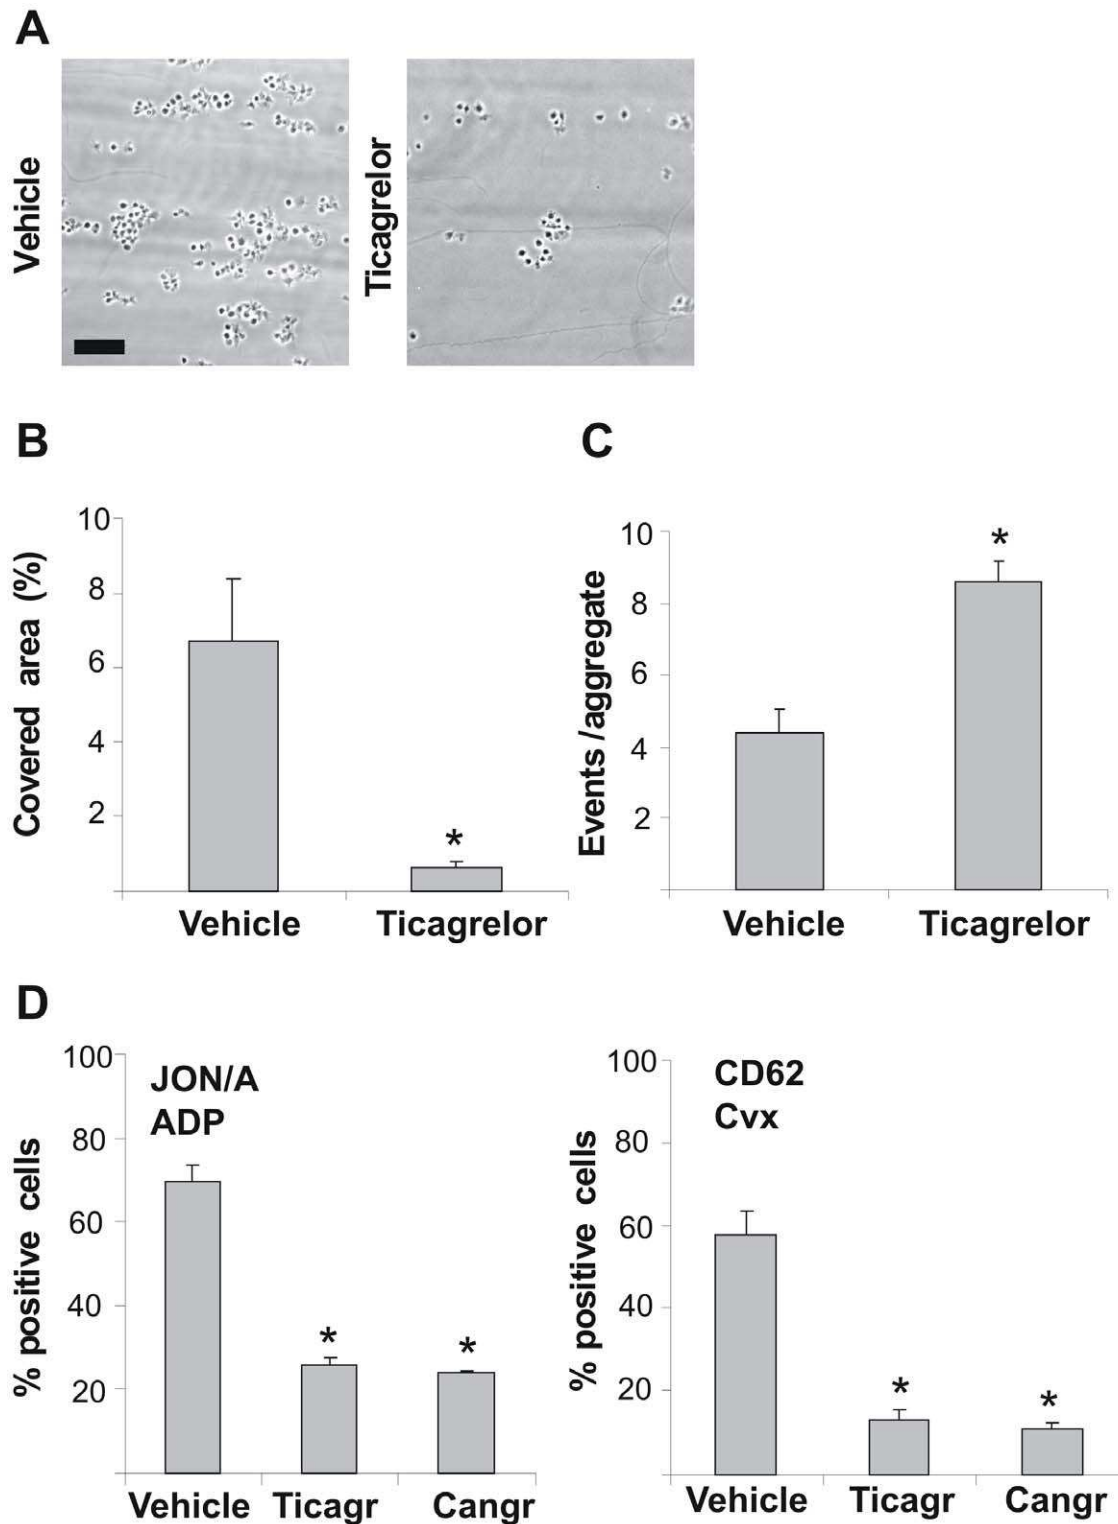 A
Vehicle
Ticagrelor
B
Covered area (%)
10
8
6
4
2
*
Vehicle
Ticagrelor
C
Events /aggregate
10
8
6
4
2
*
Vehicle
Ticagrelor
D
% positive cells
100
80
60
40
20
JON/A
ADP
*
*
Vehicle
Ticagr
Cangr
% positive cells
100
80
60
40
20
CD62
Cvx
*
*
Vehicle
Ticagr
Cangr